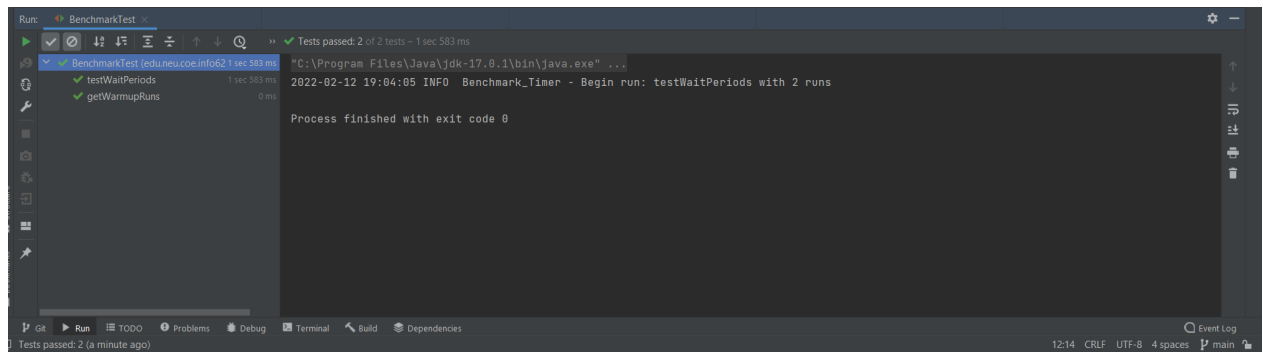 Run: BenchmarkTest
Tests passed: 2 of 2 tests – 1 sec 583 ms
BenchmarkTest (edu.neu.coe.info62 1 sec 583 ms
testWaitPeriods 1 sec 583 ms
getWarmupRuns 0 ms
"C:\Program Files\Java\jdk-17.0.1\bin\java.exe" ...
2022-02-12 19:04:05 INFO  Benchmark_Timer - Begin run: testWaitPeriods with 2 runs
Process finished with exit code 0
Git Run TODO Problems Debug Terminal Build Dependencies Event Log
Tests passed: 2 (a minute ago) 12:14 CRLF UTF-8 4 spaces main